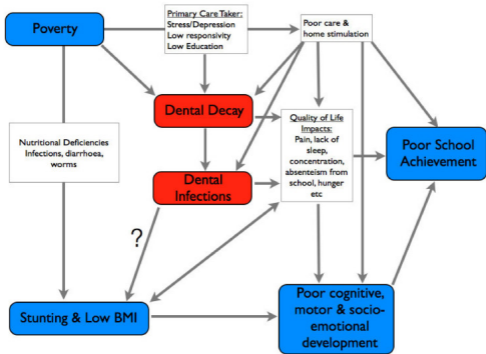 Poverty
Primary Care Taker:
Stress/Depression
Low responsivity
Low Education
Poor care &
home stimulation
Dental Decay
Quality of Life
Impacts:
Pain, lack of
sleep,
concentration,
absenteism from
school, hunger
etc
Poor School
Achievement
Nutritional Deficiencies
Infections, diarrhoea,
worms
Dental
Infections
?
Stunting & Low BMI
Poor cognitive,
motor & socio-
emotional
development